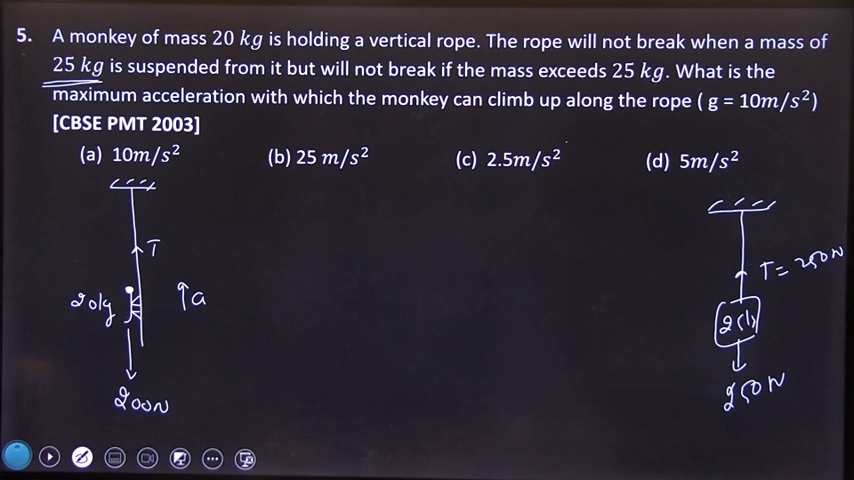 5. A monkey of mass 20 kg is holding a vertical rope. The rope will not break when a mass of
25 kg is suspended from it but will not break if the mass exceeds 25 kg. What is the
maximum acceleration with which the monkey can climb up along the rope ( g = 10m/s²)
[CBSE PMT 2003]
(a) 10m/s² (b) 25 m/s² (c) 2.5m/s² (d) 5m/s²
T
20kg
a
200N
T = 250N
250N